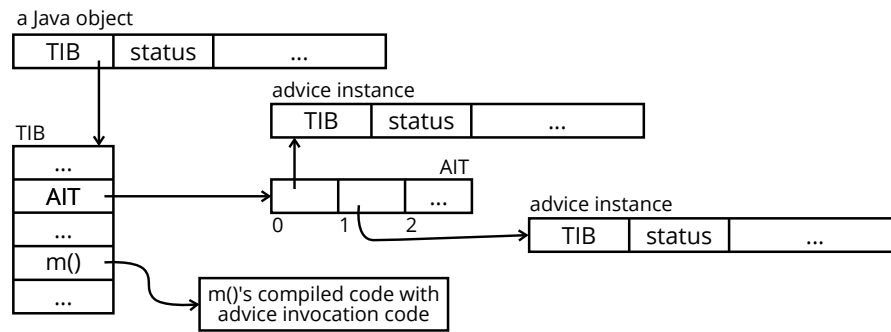 a Java object
TIB status ...
advice instance
TIB status ...
TIB
...
AIT
AIT
...
0 1 2
advice instance
TIB status ...
...
m()
...
m()'s compiled code with
advice invocation code